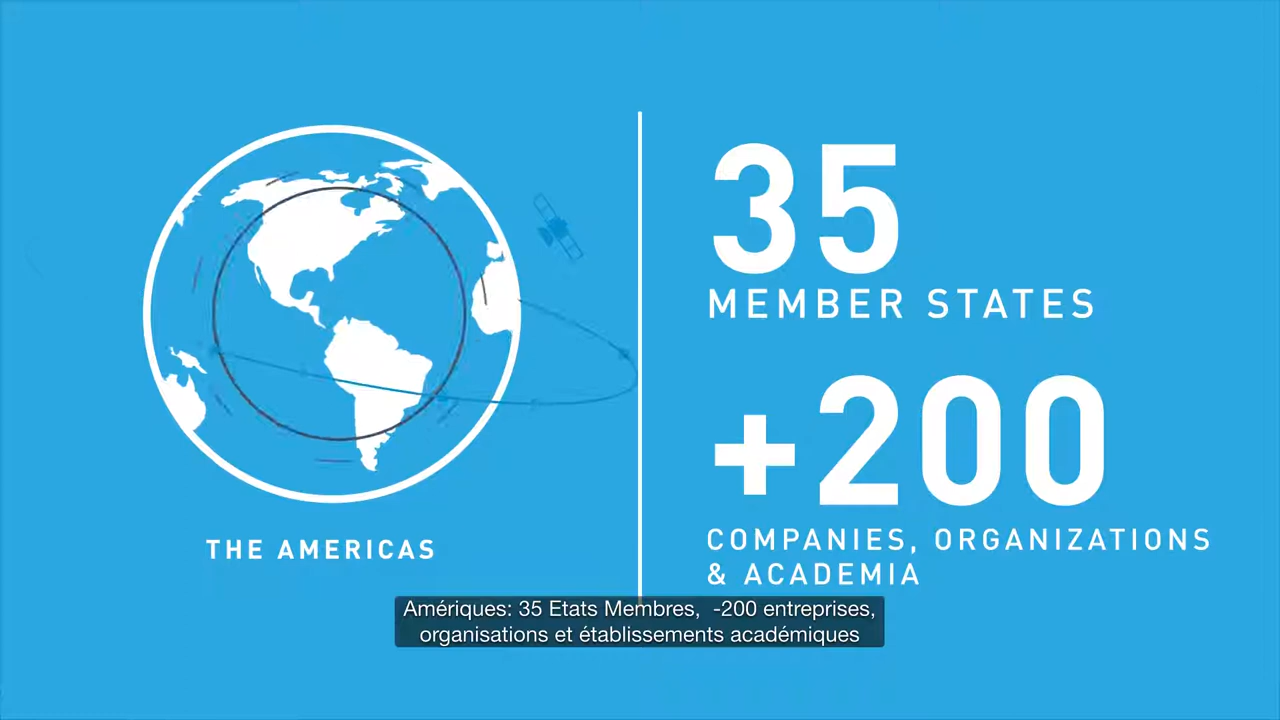 THE AMERICAS
35
MEMBER STATES
+200
COMPANIES, ORGANIZATIONS
& ACADEMIA
Amériques: 35 Etats Membres,  -200 entreprises,
organisations et établissements académiques